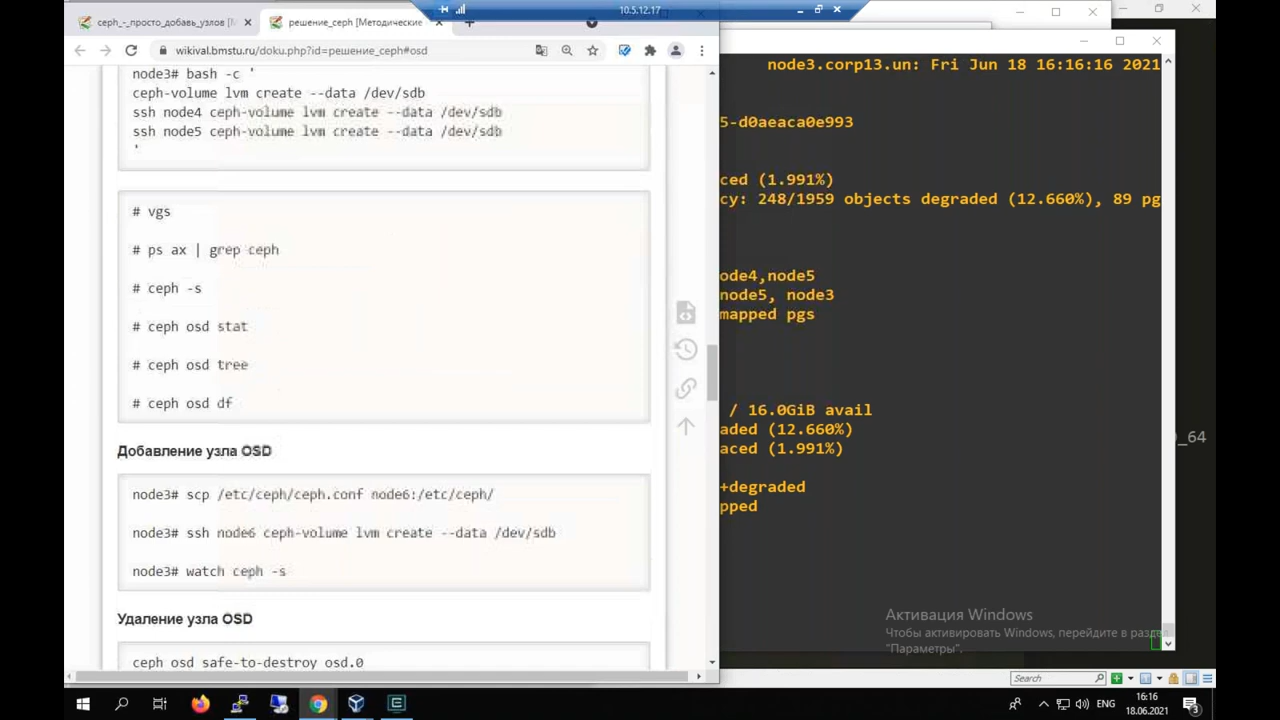 10.5.12.17
ceph_-_просто_добавь_узлов [М
решение_ceph [Методические
wikival.bmstu.ru/doku.php?id=решение_ceph#osd
node3# bash -c '
ceph-volume lvm create --data /dev/sdb
ssh node4 ceph-volume lvm create --data /dev/sdb
ssh node5 ceph-volume lvm create --data /dev/sdb
'
# vgs
# ps ax | grep ceph
# ceph -s
# ceph osd stat
# ceph osd tree
# ceph osd df
Добавление узла OSD
node3# scp /etc/ceph/ceph.conf node6:/etc/ceph/
node3# ssh node6 ceph-volume lvm create --data /dev/sdb
node3# watch ceph -s
Удаление узла OSD
ceph osd safe-to-destroy osd.0
node3.corp13.un: Fri Jun 18 16:16:16 2021
5-d0aeaca0e993
ced (1.991%)
cy: 248/1959 objects degraded (12.660%), 89 pg
ode4,node5
node5, node3
mapped pgs
/ 16.0GiB avail
aded (12.660%)
aced (1.991%)
+degraded
pped
_64
Активация Windows
Чтобы активировать Windows, перейдите в раздел
"Параметры".
Search
ENG
16:16
18.06.2021
3